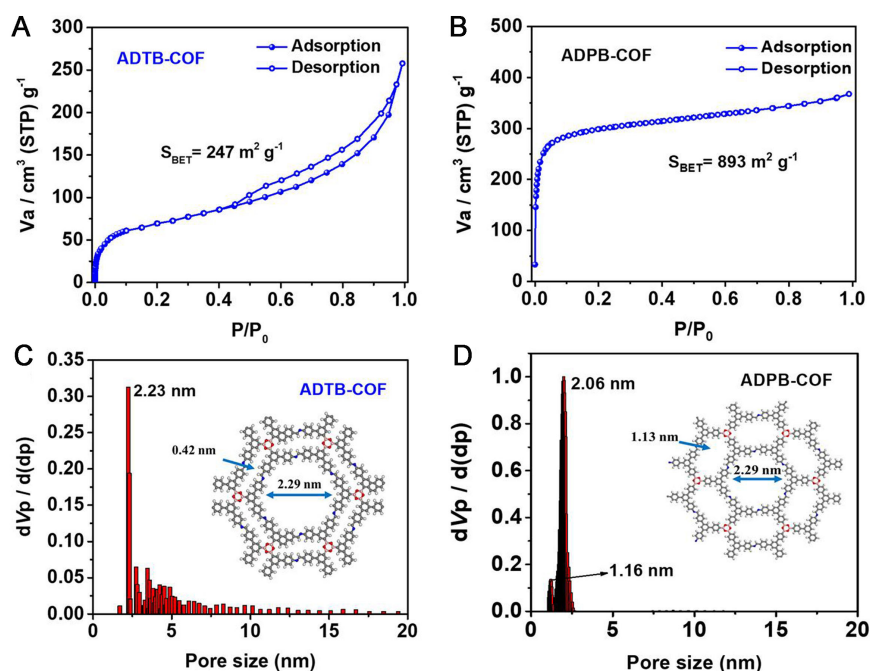 A
ADTB-COF
Adsorption
Desorption
S_BET= 247 m² g⁻¹
Va / cm³ (STP) g⁻¹
300
250
200
150
100
50
0
0.0 0.2 0.4 0.6 0.8 1.0
P/P₀
B
ADPB-COF
Adsorption
Desorption
S_BET= 893 m² g⁻¹
Va / cm³ (STP) g⁻¹
500
400
300
200
100
0
0.0 0.2 0.4 0.6 0.8 1.0
P/P₀
C
ADTB-COF
2.23 nm
0.42 nm
2.29 nm
dVp / d(dp)
0.35
0.30
0.25
0.20
0.15
0.10
0.05
0.00
0 5 10 15 20
Pore size (nm)
D
ADPB-COF
2.06 nm
1.13 nm
2.29 nm
1.16 nm
dVp / d(dp)
1.0
0.8
0.6
0.4
0.2
0.0
0 5 10 15 20
Pore size (nm)